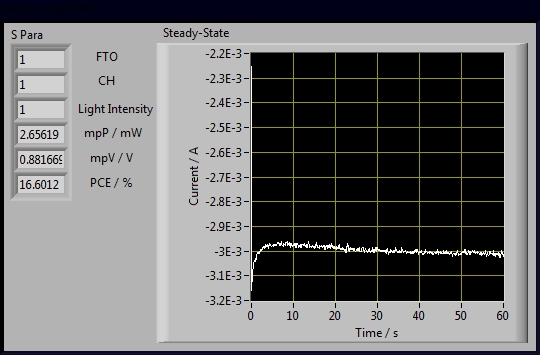 S Para
1 FTO
1 CH
1 Light Intensity
2.65619 mpP / mW
0.881669 mpV / V
16.6012 PCE / %
Steady-State
Current / A
-2.2E-3
-2.3E-3
-2.4E-3
-2.5E-3
-2.6E-3
-2.7E-3
-2.8E-3
-2.9E-3
-3E-3
-3.1E-3
-3.2E-3
0 10 20 30 40 50 60
Time / s